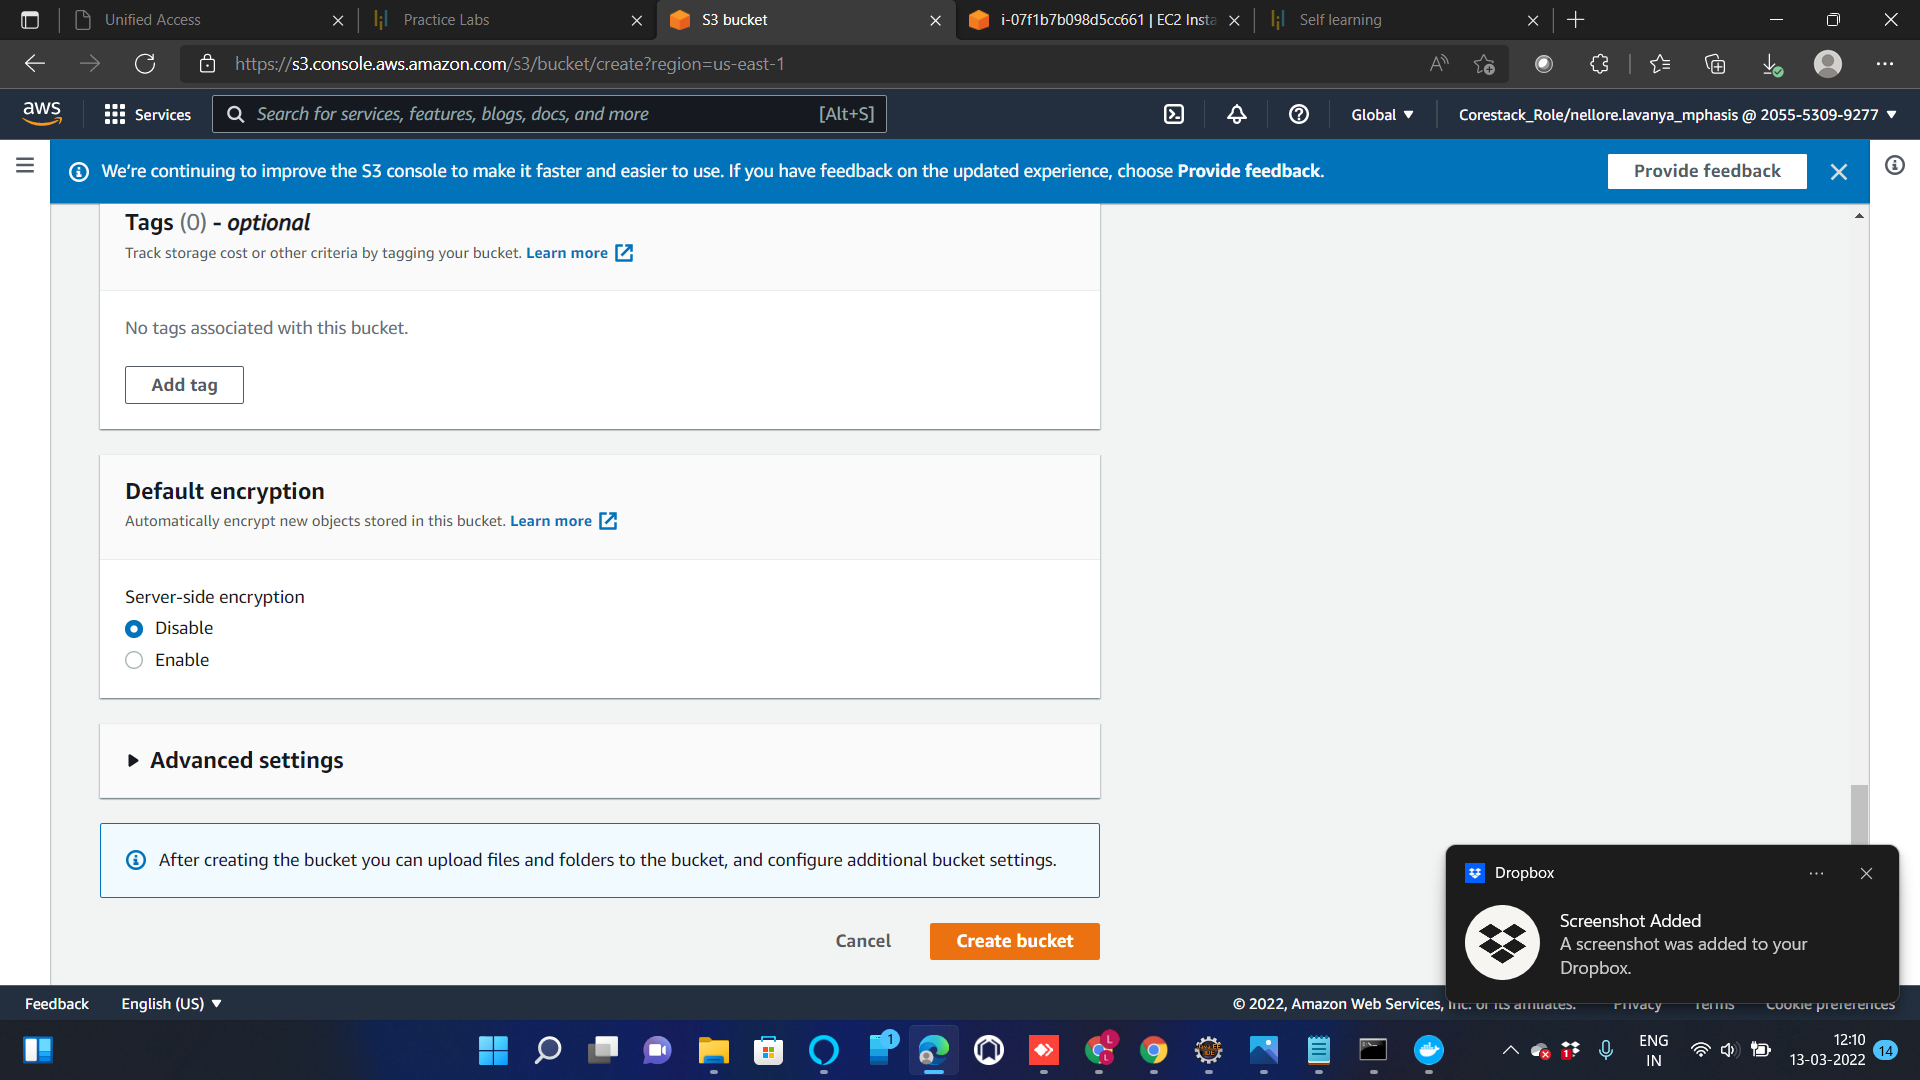 Unified Access
Practice Labs
S3 bucket
i-07f1b7b098d5cc661 | EC2 Insta
Self learning
https://s3.console.aws.amazon.com/s3/bucket/create?region=us-east-1
aws
Services
Search for services, features, blogs, docs, and more
[Alt+S]
Global
Corestack_Role/nellore.lavanya_mphasis @ 2055-5309-9277
We're continuing to improve the S3 console to make it faster and easier to use. If you have feedback on the updated experience, choose Provide feedback.
Provide feedback
Tags (0) - optional
Track storage cost or other criteria by tagging your bucket. Learn more
No tags associated with this bucket.
Add tag
Default encryption
Automatically encrypt new objects stored in this bucket. Learn more
Server-side encryption
Disable
Enable
Advanced settings
After creating the bucket you can upload files and folders to the bucket, and configure additional bucket settings.
Cancel
Create bucket
Dropbox
Screenshot Added
A screenshot was added to your
Dropbox.
Feedback
English (US)
© 2022, Amazon Web Services, Inc. or its affiliates.
Privacy
Terms
Cookie preferences
1
L
L
1
ENG
IN
12:10
13-03-2022
14